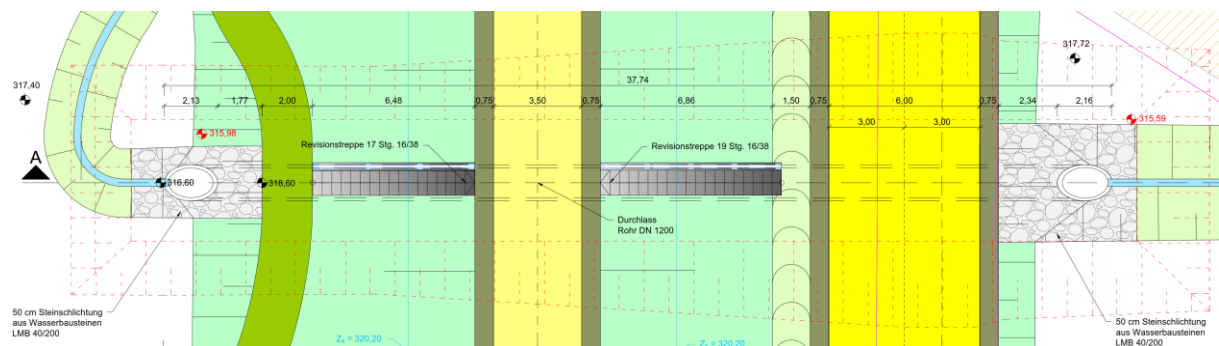 317,40
317,72
37,74
2,13
1,77
2,00
6,48
0,75
3,50
0,75
6,86
1,50
0,75
6,00
0,75
2,34
2,16
3,00
3,00
315,98
315,59
Revisionstreppe 17 Stg. 16/38
Revisionstreppe 19 Stg. 16/38
A
316,60
318,60
Durchlass
Rohr DN 1200
50 cm Steinschlichtung
aus Wasserbausteinen
LMB 40/200
50 cm Steinschlichtung
aus Wasserbausteinen
LMB 40/200
= 320,20
= 320,20